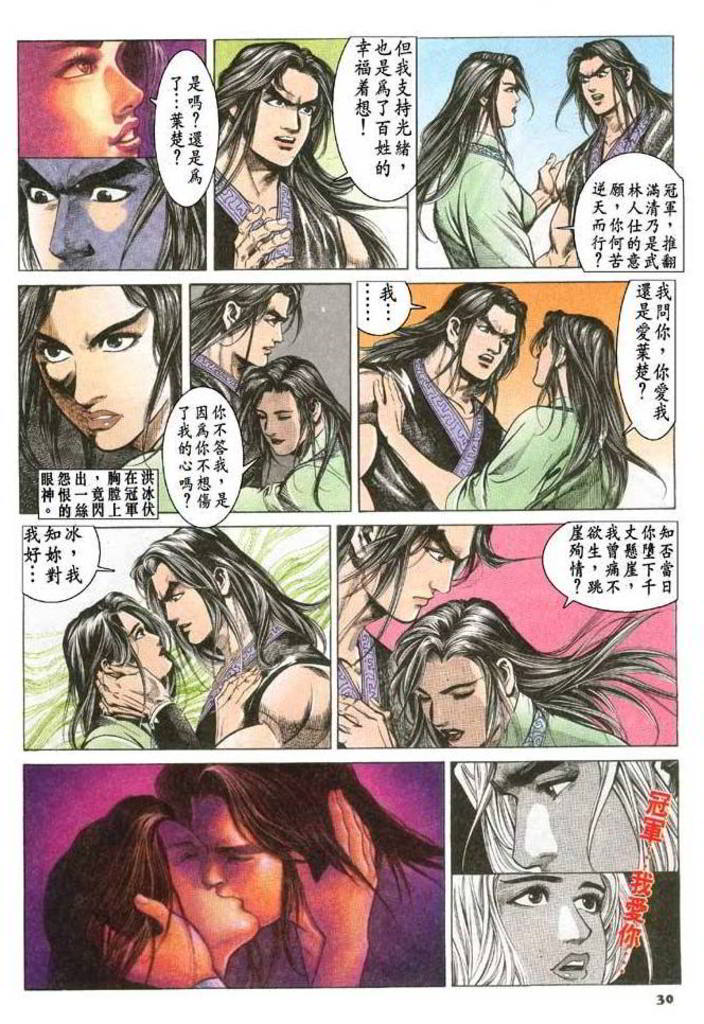 冠軍，推翻
滿清乃是武
林人仕的意
願，你何苦
逆天而行？
但我支持光緒，
也是爲了百姓的
幸福着想！
是嗎？還是爲
了…葉楚？
我問你，你愛我
還是愛葉楚？
我…
……
你不答我，是
因爲你不想傷
了我的心嗎？
洪冰伏
在冠軍
胸膛上
，竟閃
出一絲
怨恨的
眼神。
知否當日
你墮下千
丈懸崖，
我曾痛不
欲生，跳
崖殉情？
冰，我
知妳對
我好…
冠軍…我愛你…
30